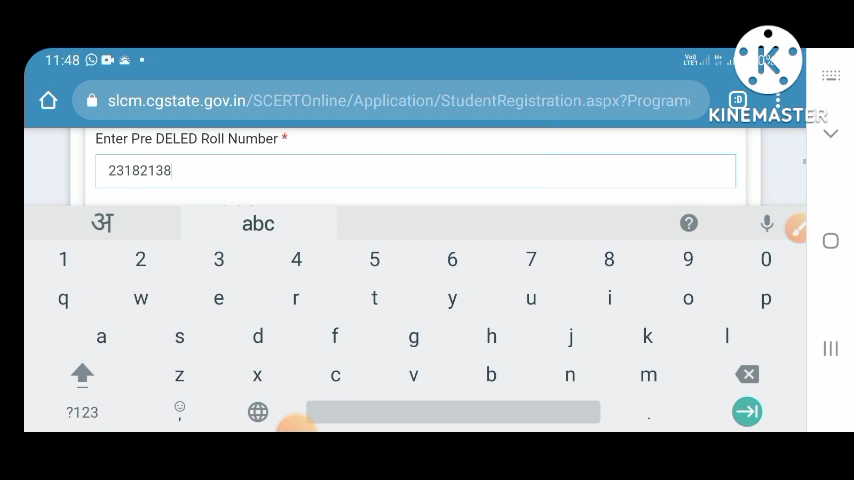 11:48
slcm.cgstate.gov.in/SCERTOnline/Application/StudentRegistration.aspx?Program
:D
KINEMASTER
Enter Pre DELED Roll Number *
23182138
अ abc
1 2 3 4 5 6 7 8 9 0
q w e r t y u i o p
a s d f g h j k l
z x c v b n m
?123 , .